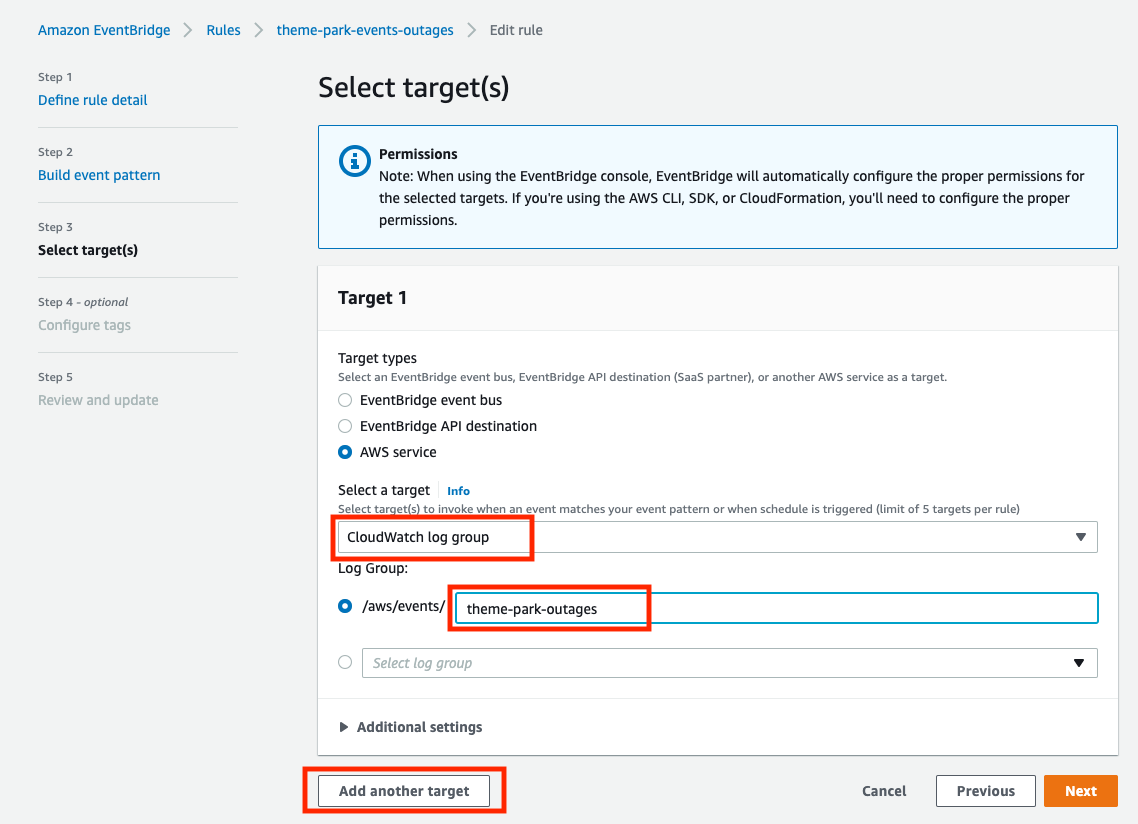 Amazon EventBridge > Rules > theme-park-events-outages > Edit rule
Step 1
Define rule detail
Step 2
Build event pattern
Step 3
Select target(s)
Step 4 - optional
Configure tags
Step 5
Review and update
Select target(s)
Permissions
Note: When using the EventBridge console, EventBridge will automatically configure the proper permissions for
the selected targets. If you're using the AWS CLI, SDK, or CloudFormation, you'll need to configure the proper
permissions.
Target 1
Target types
Select an EventBridge event bus, EventBridge API destination (SaaS partner), or another AWS service as a target.
EventBridge event bus
EventBridge API destination
AWS service
Select a target Info
Select target(s) to invoke when an event matches your event pattern or when schedule is triggered (limit of 5 targets per rule)
CloudWatch log group
Log Group:
/aws/events/ theme-park-outages
Select log group
Additional settings
Add another target Cancel Previous Next